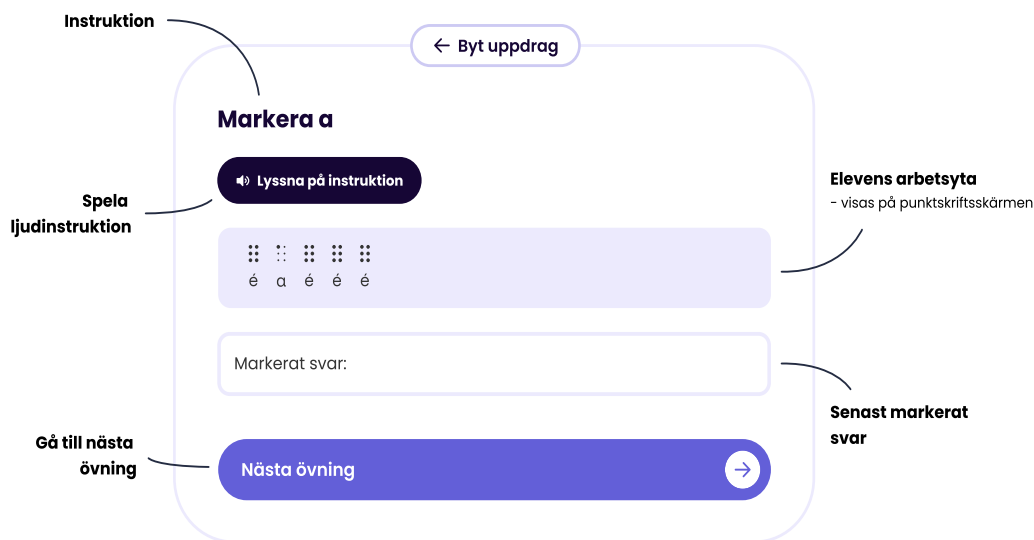 Instruktion
← Byt uppdrag
Markera a
Lyssna på instruktion
Spela
ljudinstruktion
Elevens arbetsyta
- visas på punktskriftsskärmen
⠿ ⠁ ⠿ ⠿ ⠿
é a é é é
Markerat svar:
Senast markerat
svar
Gå till nästa
övning
Nästa övning →